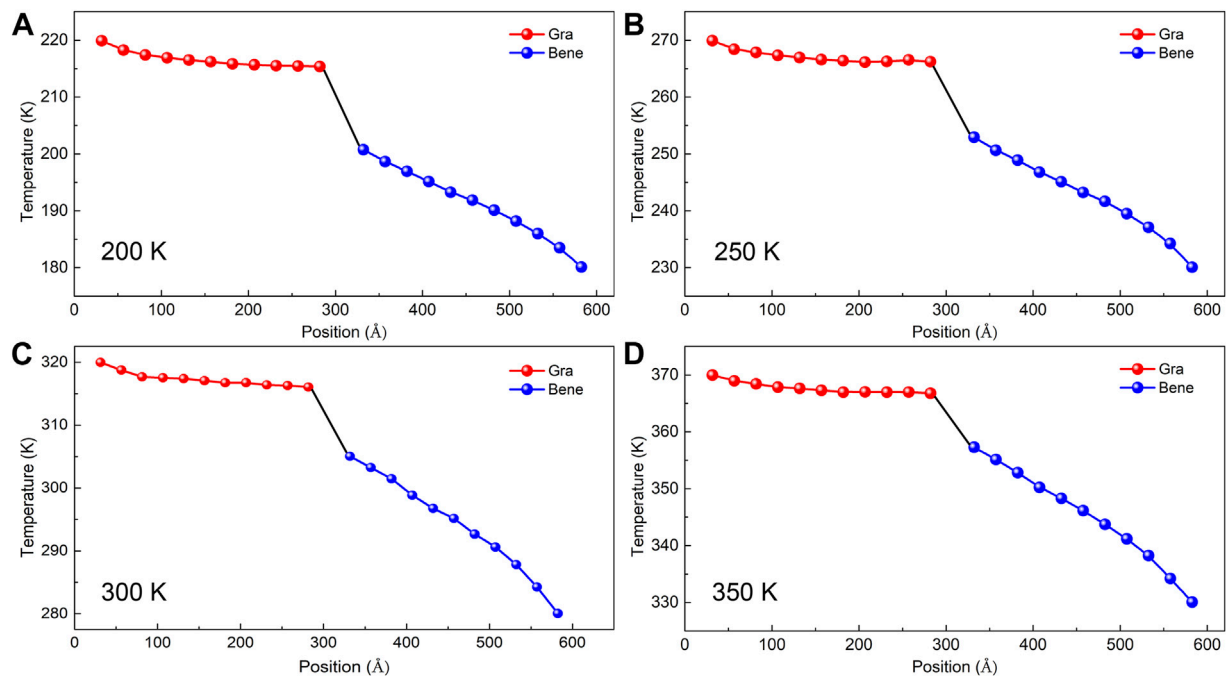 A
Gra
Bene
220
210
200
190
180
Temperature (K)
200 K
0 100 200 300 400 500 600
Position (Å)
B
Gra
Bene
270
260
250
240
230
Temperature (K)
250 K
0 100 200 300 400 500 600
Position (Å)
C
Gra
Bene
320
310
300
290
280
Temperature (K)
300 K
0 100 200 300 400 500 600
Position (Å)
D
Gra
Bene
370
360
350
340
330
Temperature (K)
350 K
0 100 200 300 400 500 600
Position (Å)